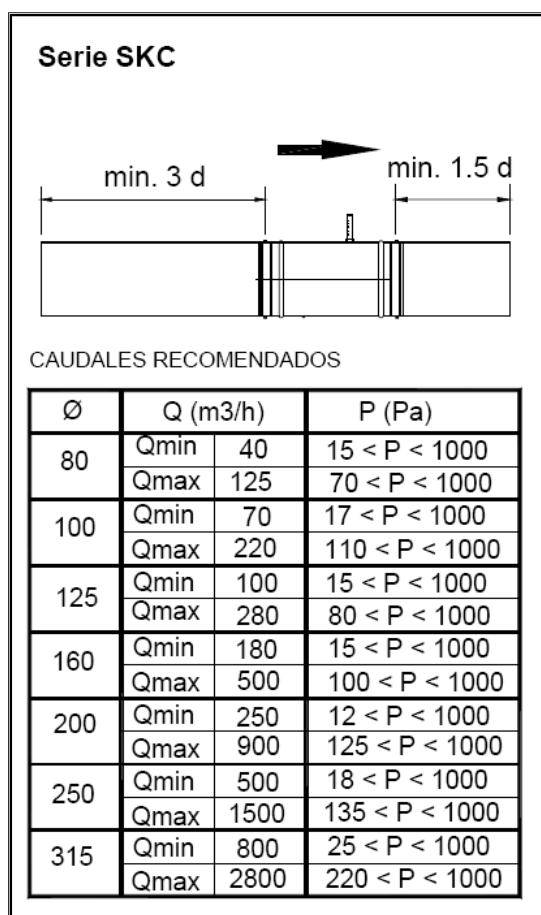 Serie SKC
min. 3 d
min. 1.5 d
CAUDALES RECOMENDADOS
Ø Q (m3/h) P (Pa)
80 Qmin 40 15 < P < 1000
Qmax 125 70 < P < 1000
100 Qmin 70 17 < P < 1000
Qmax 220 110 < P < 1000
125 Qmin 100 15 < P < 1000
Qmax 280 80 < P < 1000
160 Qmin 180 15 < P < 1000
Qmax 500 100 < P < 1000
200 Qmin 250 12 < P < 1000
Qmax 900 125 < P < 1000
250 Qmin 500 18 < P < 1000
Qmax 1500 135 < P < 1000
315 Qmin 800 25 < P < 1000
Qmax 2800 220 < P < 1000